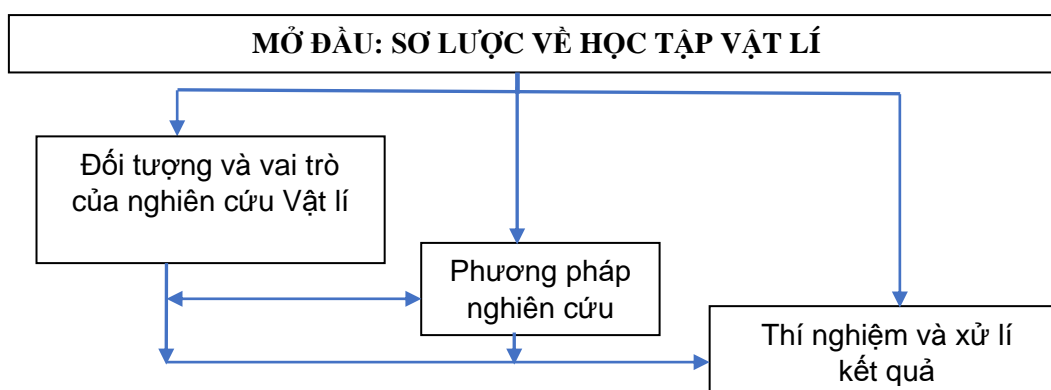 MỞ ĐẦU: SƠ LƯỢC VỀ HỌC TẬP VẬT LÍ
Đối tượng và vai trò
của nghiên cứu Vật lí
Phương pháp
nghiên cứu
Thí nghiệm và xử lí
kết quả